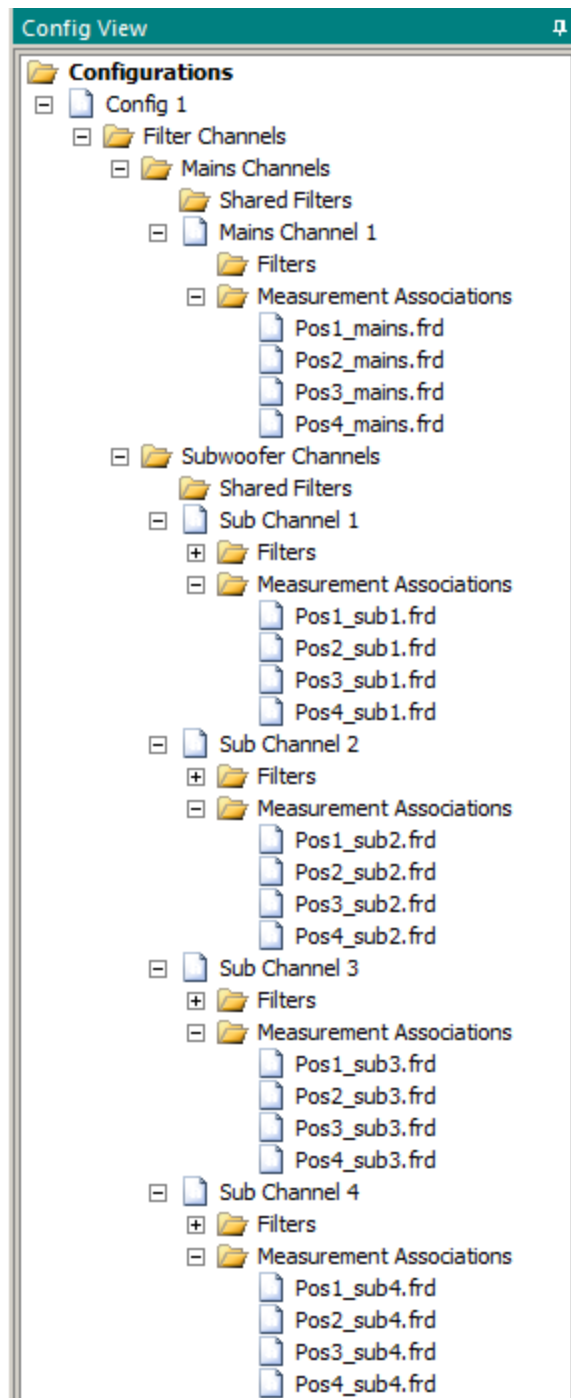 Config View
Configurations
Config 1
Filter Channels
Mains Channels
Shared Filters
Mains Channel 1
Filters
Measurement Associations
Pos1_mains.frd
Pos2_mains.frd
Pos3_mains.frd
Pos4_mains.frd
Subwoofer Channels
Shared Filters
Sub Channel 1
Filters
Measurement Associations
Pos1_sub1.frd
Pos2_sub1.frd
Pos3_sub1.frd
Pos4_sub1.frd
Sub Channel 2
Filters
Measurement Associations
Pos1_sub2.frd
Pos2_sub2.frd
Pos3_sub2.frd
Pos4_sub2.frd
Sub Channel 3
Filters
Measurement Associations
Pos1_sub3.frd
Pos2_sub3.frd
Pos3_sub3.frd
Pos4_sub3.frd
Sub Channel 4
Filters
Measurement Associations
Pos1_sub4.frd
Pos2_sub4.frd
Pos3_sub4.frd
Pos4_sub4.frd